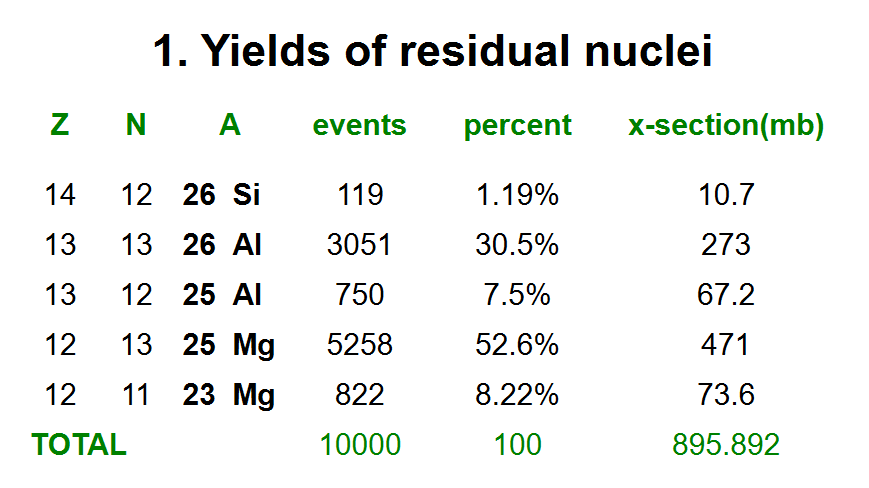 1. Yields of residual nuclei
Z N A events percent x-section(mb)
14 12 26 Si 119 1.19% 10.7
13 13 26 Al 3051 30.5% 273
13 12 25 Al 750 7.5% 67.2
12 13 25 Mg 5258 52.6% 471
12 11 23 Mg 822 8.22% 73.6
TOTAL 10000 100 895.892